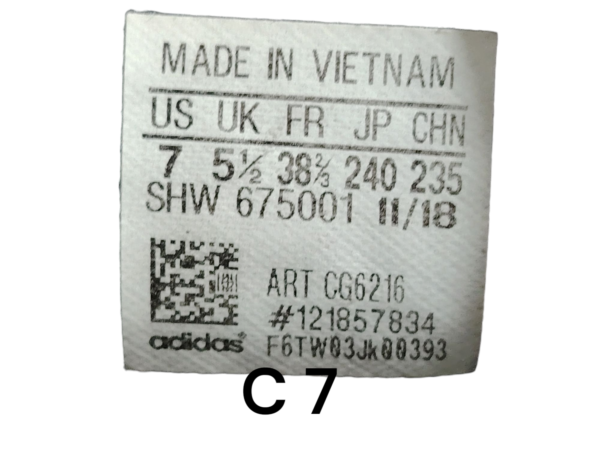 MADE IN VIETNAM
US UK FR JP CHN
7 5½ 38⅔ 240 235
SHW 675001 11/18
ART CG6216
#121857834
adidas F6TW03Jk00393
C 7